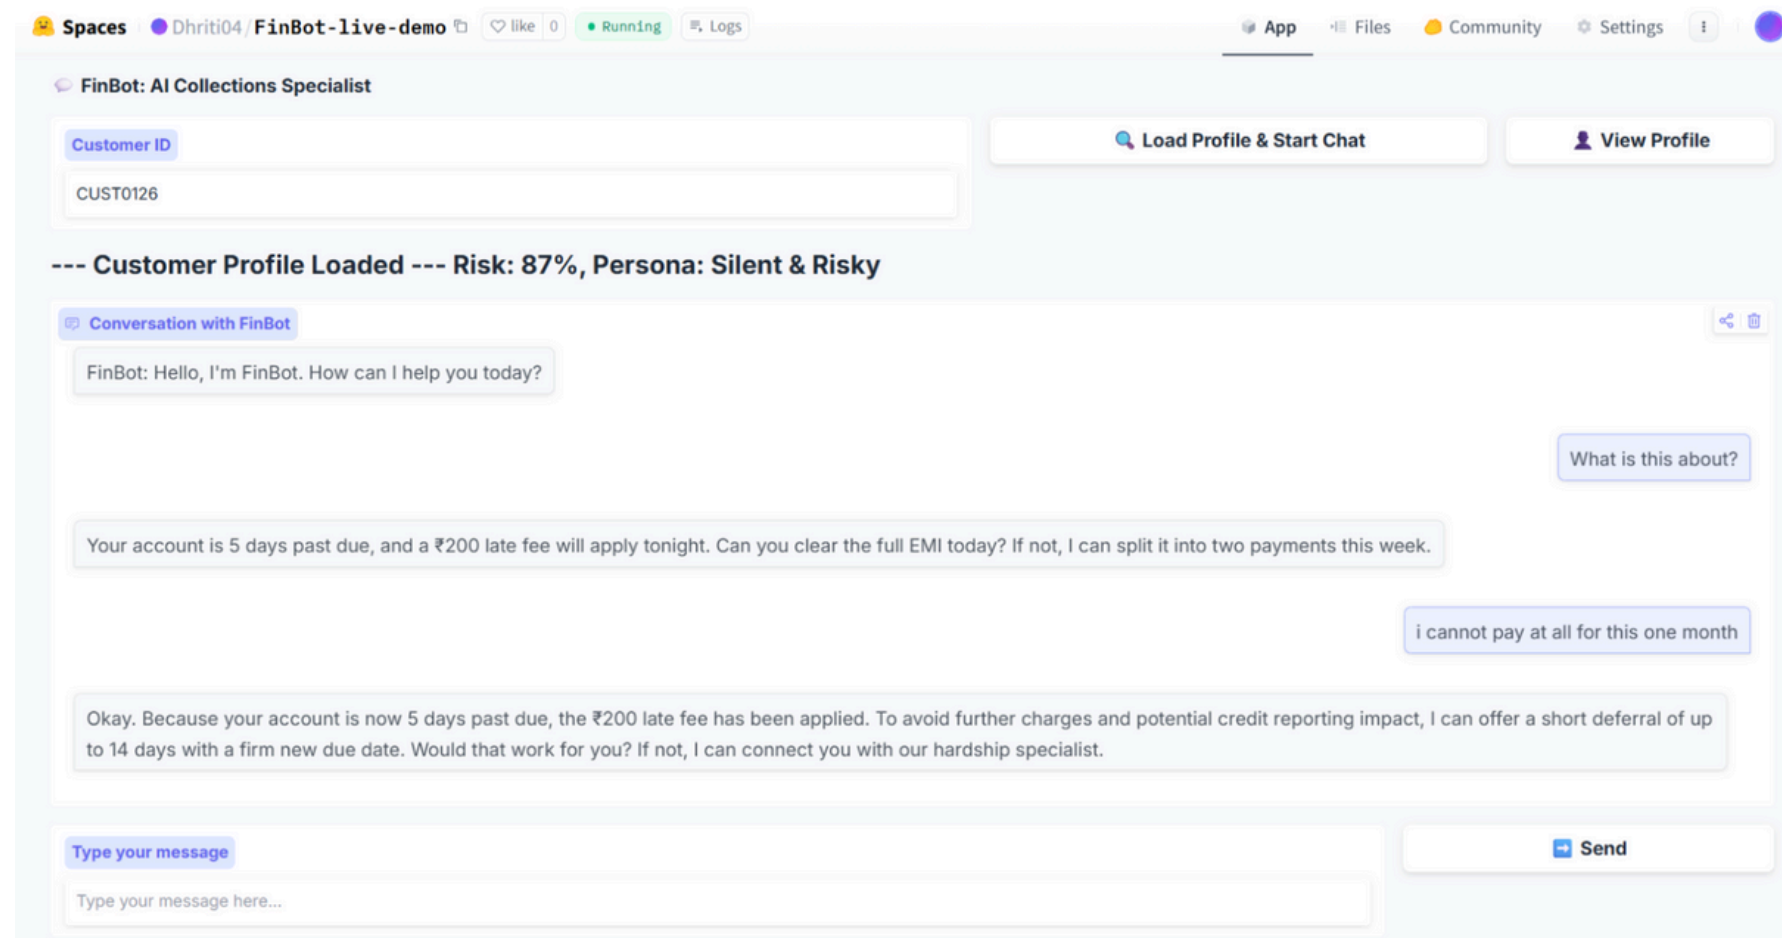 Spaces Dhriti04/FinBot-live-demo like 0 Running Logs App Files Community Settings
FinBot: AI Collections Specialist
Customer ID
CUST0126
Load Profile & Start Chat
View Profile
--- Customer Profile Loaded --- Risk: 87%, Persona: Silent & Risky
Conversation with FinBot
FinBot: Hello, I'm FinBot. How can I help you today?
What is this about?
Your account is 5 days past due, and a ₹200 late fee will apply tonight. Can you clear the full EMI today? If not, I can split it into two payments this week.
i cannot pay at all for this one month
Okay. Because your account is now 5 days past due, the ₹200 late fee has been applied. To avoid further charges and potential credit reporting impact, I can offer a short deferral of up
to 14 days with a firm new due date. Would that work for you? If not, I can connect you with our hardship specialist.
Type your message
Type your message here...
Send